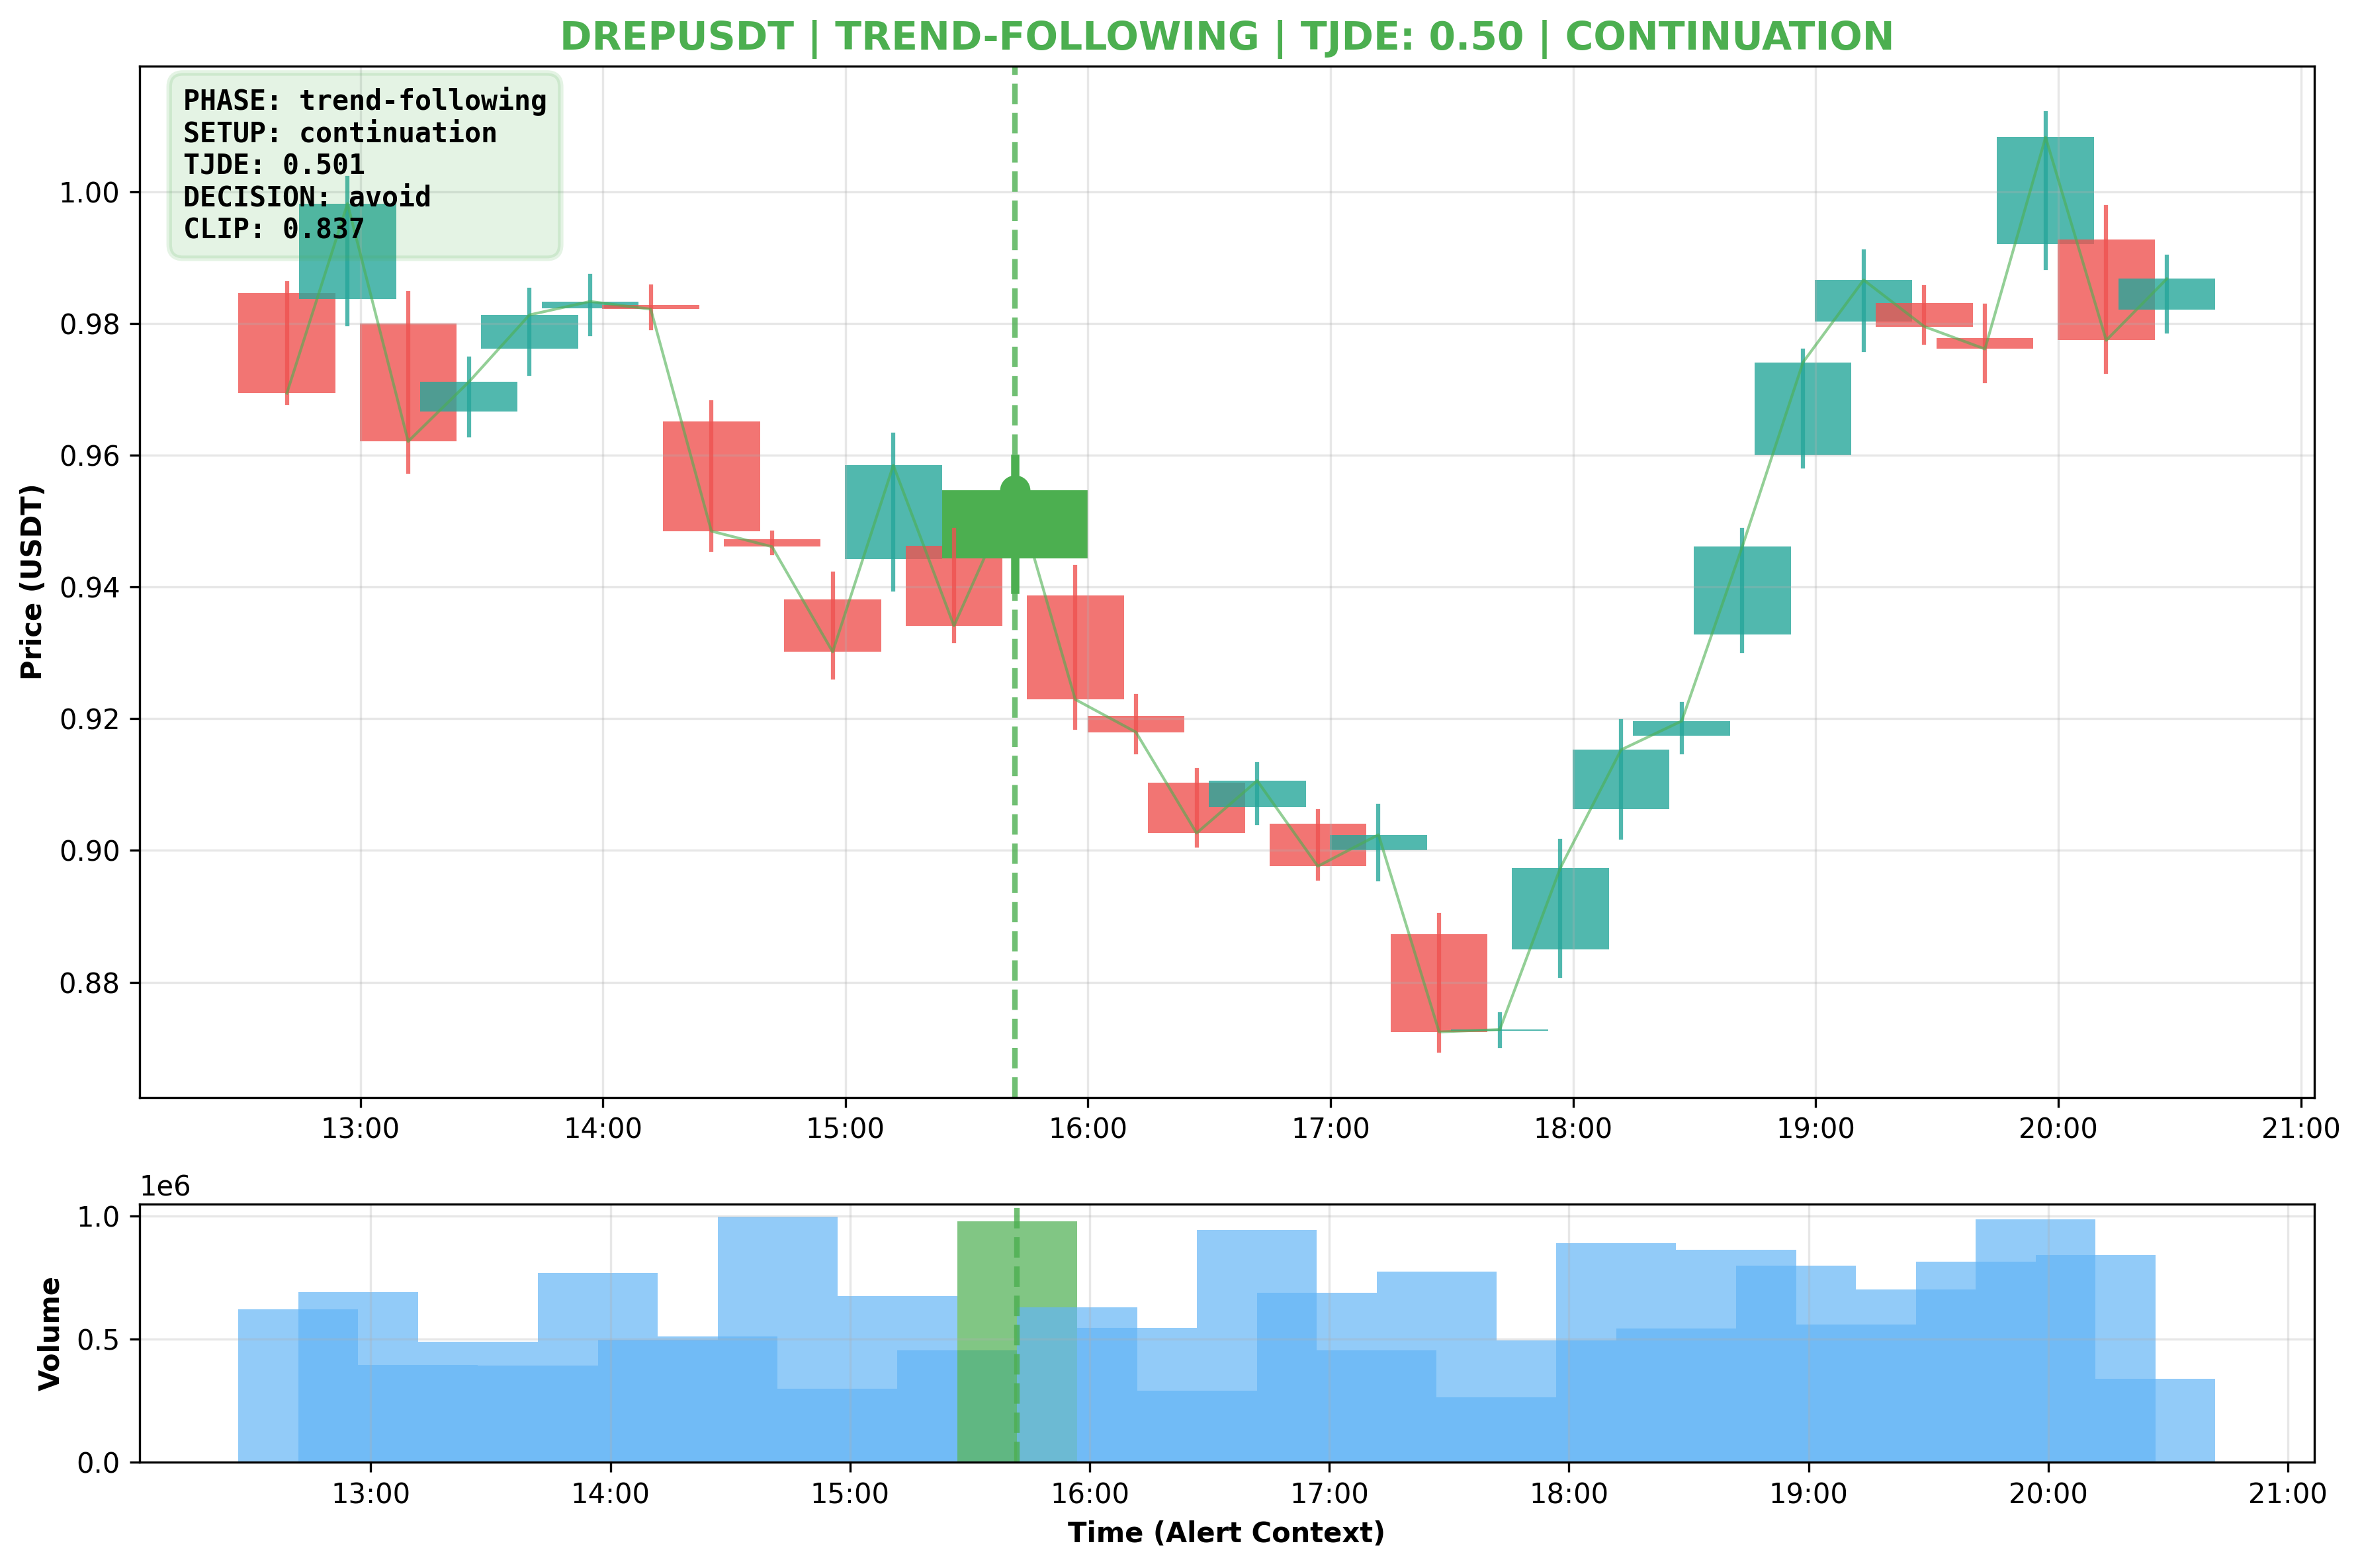 DREPUSDT | TREND-FOLLOWING | TJDE: 0.50 | CONTINUATION
PHASE: trend-following
SETUP: continuation
TJDE: 0.501
DECISION: avoid
CLIP: 0.837
Price (USDT)
1.00
0.98
0.96
0.94
0.92
0.90
0.88
13:00 14:00 15:00 16:00 17:00 18:00 19:00 20:00 21:00
1e6
Volume
1.0
0.5
0.0
13:00 14:00 15:00 16:00 17:00 18:00 19:00 20:00 21:00
Time (Alert Context)